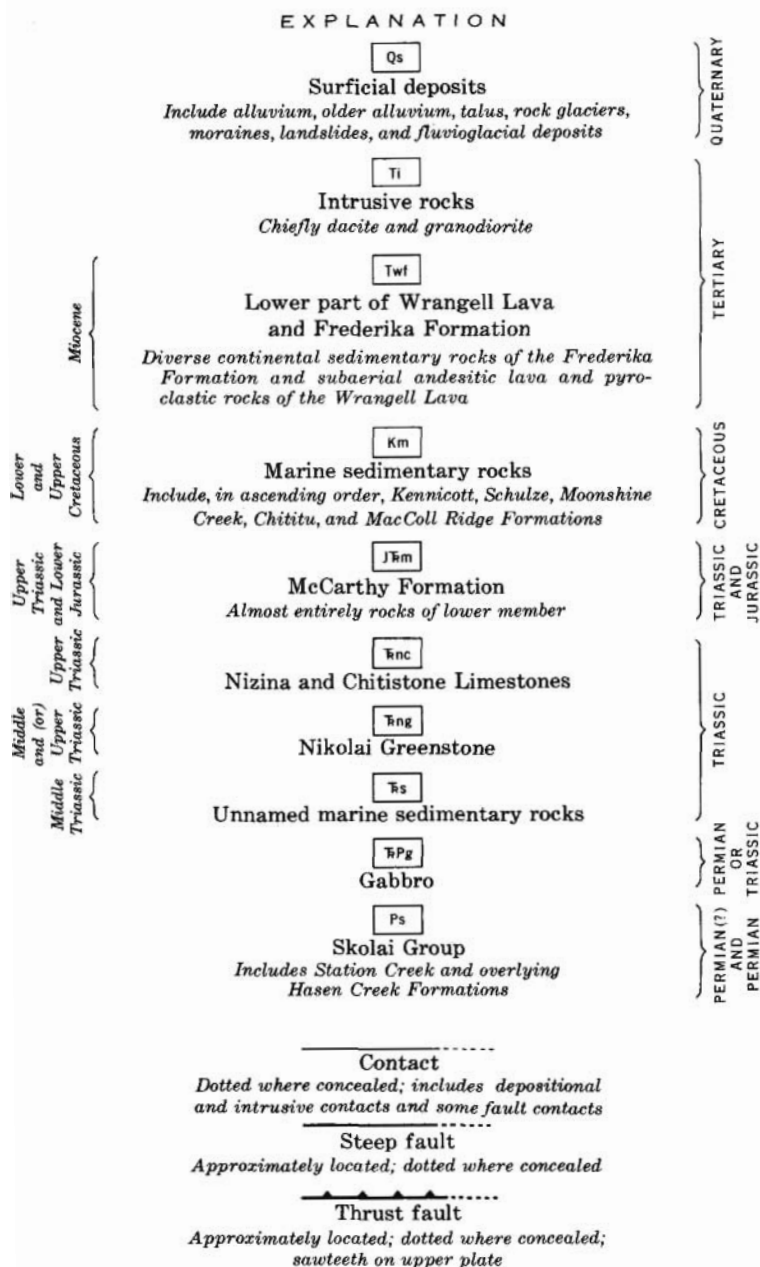 EXPLANATION
Qs
Surficial deposits
Include alluvium, older alluvium, talus, rock glaciers,
moraines, landslides, and fluvioglacial deposits
QUATERNARY
Ti
Intrusive rocks
Chiefly dacite and granodiorite
TERTIARY
Miocene
Twf
Lower part of Wrangell Lava
and Frederika Formation
Diverse continental sedimentary rocks of the Frederika
Formation and subaerial andesitic lava and pyro-
clastic rocks of the Wrangell Lava
Lower
and
Upper
Cretaceous
Km
Marine sedimentary rocks
Include, in ascending order, Kennicott, Schulze, Moonshine
Creek, Chititu, and MacColl Ridge Formations
CRETACEOUS
Upper
Triassic
and Lower
Jurassic
JTRm
McCarthy Formation
Almost entirely rocks of lower member
TRIASSIC
AND
JURASSIC
Upper
Triassic
TRnc
Nizina and Chitistone Limestones
Middle
and (or)
Upper
Triassic
TRng
Nikolai Greenstone
TRIASSIC
Middle
Triassic
TRs
Unnamed marine sedimentary rocks
TRPg
Gabbro
PERMIAN
OR
TRIASSIC
Ps
Skolai Group
Includes Station Creek and overlying
Hasen Creek Formations
PERMIAN(?)
AND
PERMIAN
Contact
Dotted where concealed; includes depositional
and intrusive contacts and some fault contacts
Steep fault
Approximately located; dotted where concealed
Thrust fault
Approximately located; dotted where concealed;
sawteeth on upper plate